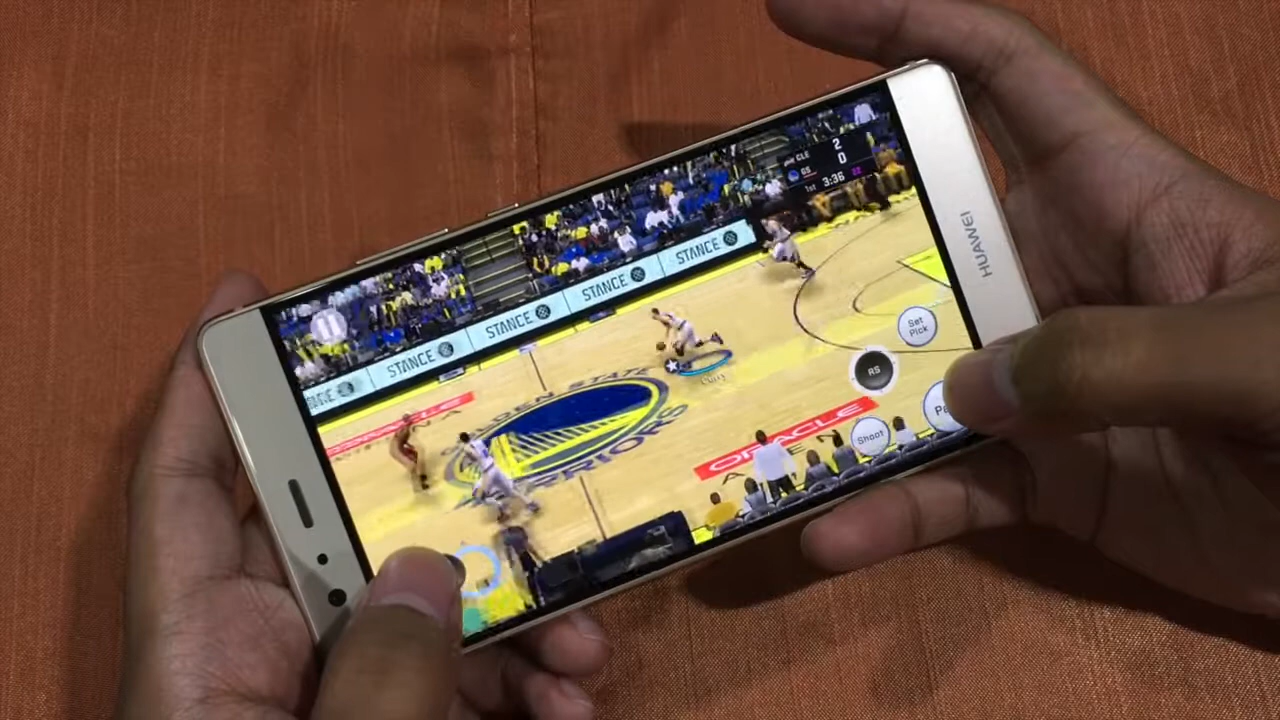 CLE 2
GS 0
1st 3:36 22
STANCE
STANCE
STANCE
STANCE
GOLDEN STATE
WARRIORS
Curry
ORACLE
Set
Pick
RS
Shoot
HUAWEI